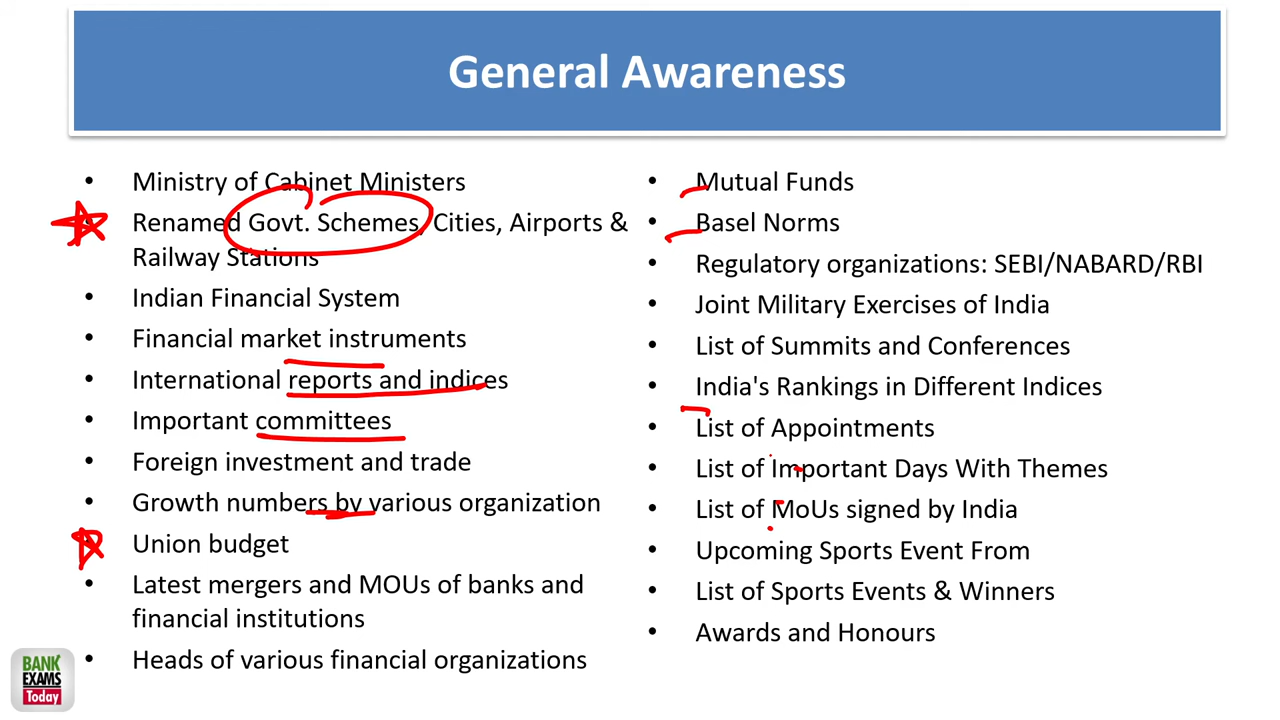 General Awareness
• Ministry of Cabinet Ministers
• Renamed Govt. Schemes, Cities, Airports &
Railway Stations
• Indian Financial System
• Financial market instruments
• International reports and indices
• Important committees
• Foreign investment and trade
• Growth numbers by various organization
• Union budget
• Latest mergers and MOUs of banks and
financial institutions
• Heads of various financial organizations
• Mutual Funds
• Basel Norms
• Regulatory organizations: SEBI/NABARD/RBI
• Joint Military Exercises of India
• List of Summits and Conferences
• India's Rankings in Different Indices
• List of Appointments
• List of Important Days With Themes
• List of MoUs signed by India
• Upcoming Sports Event From
• List of Sports Events & Winners
• Awards and Honours
BANK
EXAMS
Today